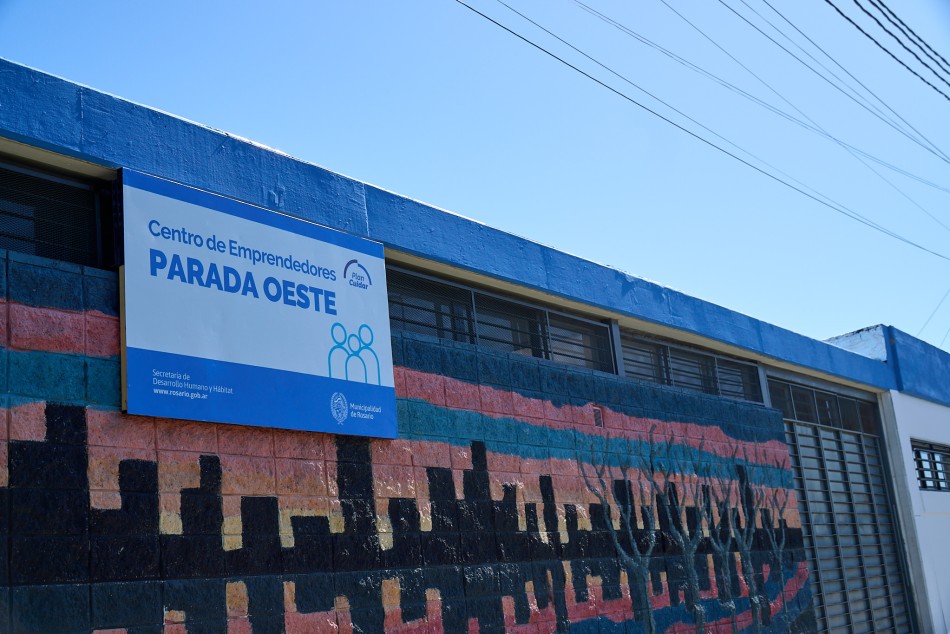 Centro de Emprendedores
PARADA OESTE
Plan
Cuidar
Secretaría de
Desarrollo Humano y Hábitat
www.rosario.gob.ar
Municipalidad
de Rosario